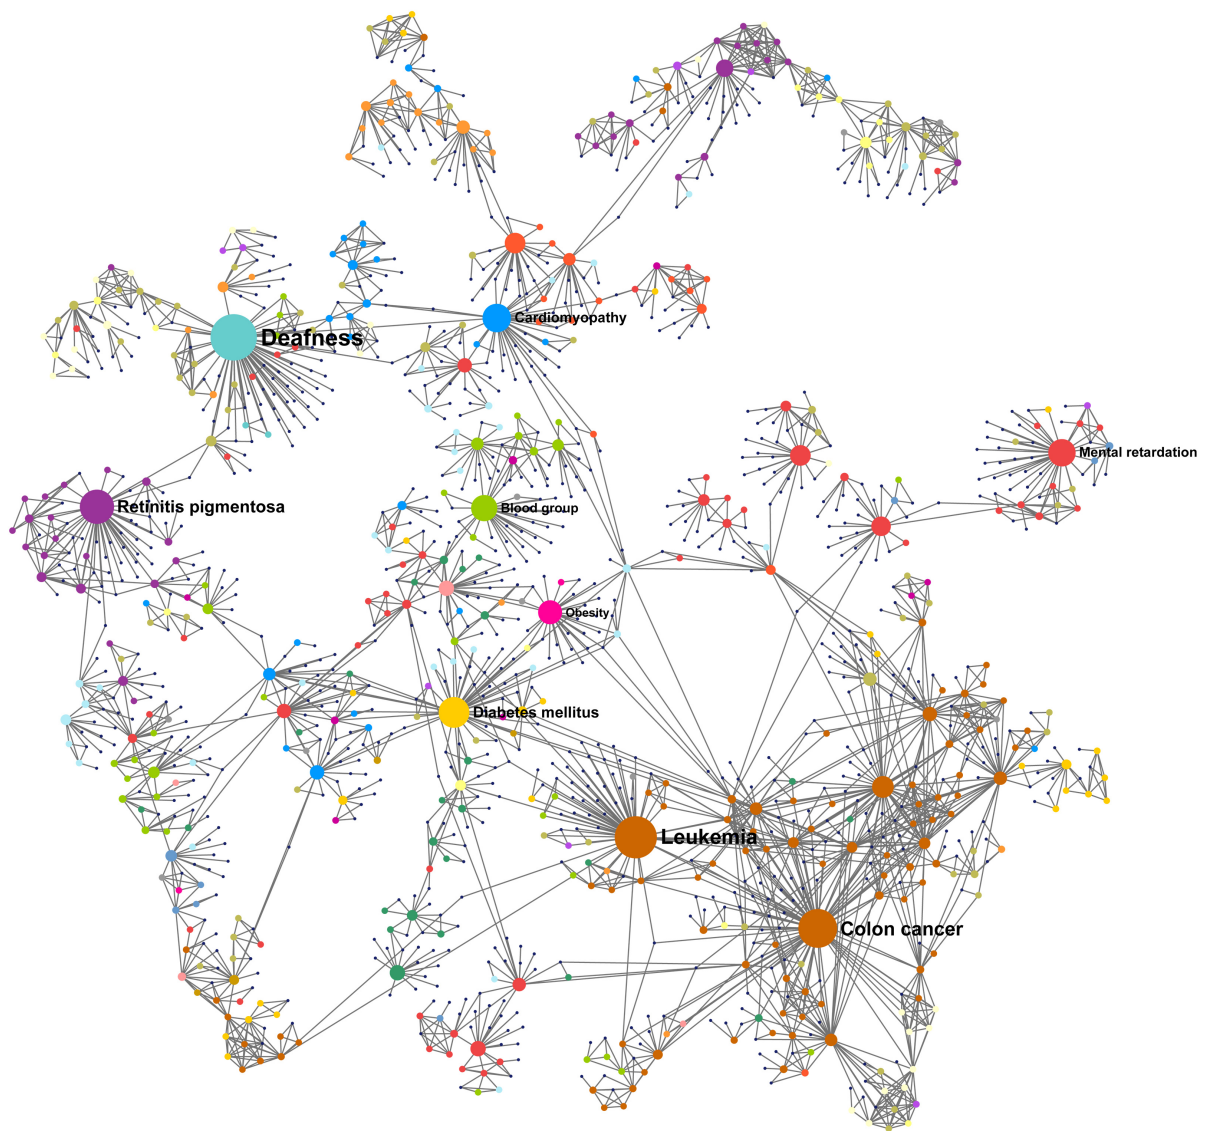 Cardiomyopathy
Deafness
Mental retardation
Retinitis pigmentosa
Blood group
Obesity
Diabetes mellitus
Leukemia
Colon cancer